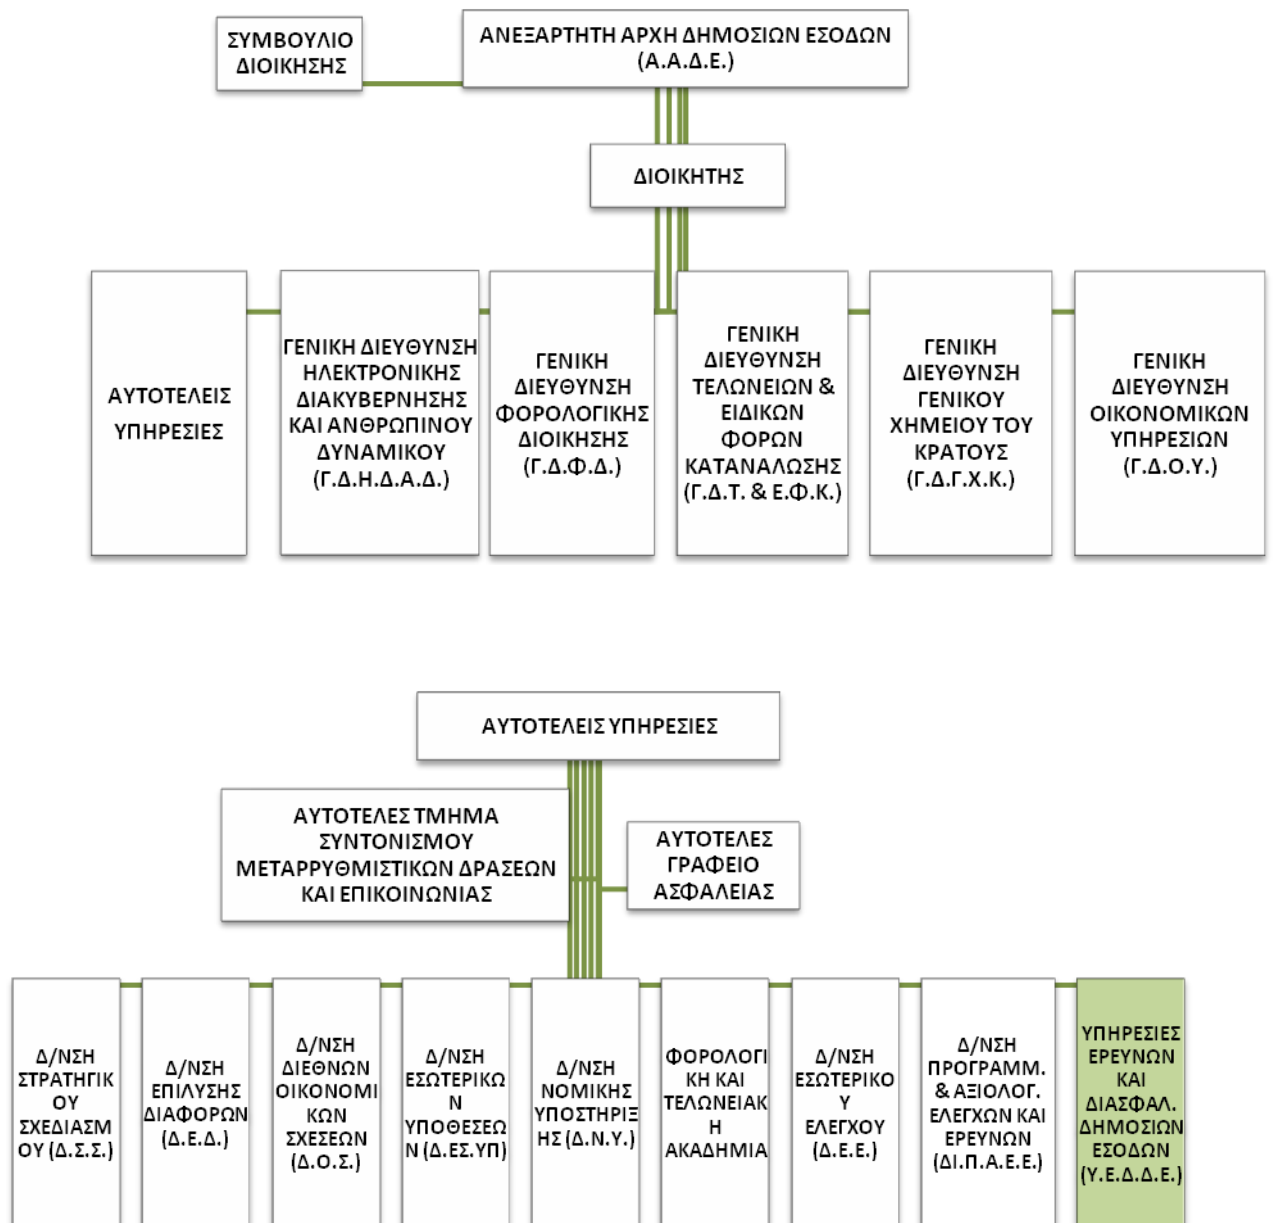 ΣΥΜΒΟΥΛΙΟ
ΔΙΟΙΚΗΣΗΣ
ΑΝΕΞΑΡΤΗΤΗ ΑΡΧΗ ΔΗΜΟΣΙΩΝ ΕΣΟΔΩΝ
(Α.Α.Δ.Ε.)
ΔΙΟΙΚΗΤΗΣ
ΑΥΤΟΤΕΛΕΙΣ
ΥΠΗΡΕΣΙΕΣ
ΓΕΝΙΚΗ ΔΙΕΥΘΥΝΣΗ
ΗΛΕΚΤΡΟΝΙΚΗΣ
ΔΙΑΚΥΒΕΡΝΗΣΗΣ
ΚΑΙ ΑΝΘΡΩΠΙΝΟΥ
ΔΥΝΑΜΙΚΟΥ
(Γ.Δ.Η.Δ.Α.Δ.)
ΓΕΝΙΚΗ
ΔΙΕΥΘΥΝΣΗ
ΦΟΡΟΛΟΓΙΚΗΣ
ΔΙΟΙΚΗΣΗΣ
(Γ.Δ.Φ.Δ.)
ΓΕΝΙΚΗ
ΔΙΕΥΘΥΝΣΗ
ΤΕΛΩΝΕΙΩΝ &
ΕΙΔΙΚΩΝ
ΦΟΡΩΝ
ΚΑΤΑΝΑΛΩΣΗΣ
(Γ.Δ.Τ. & Ε.Φ.Κ.)
ΓΕΝΙΚΗ
ΔΙΕΥΘΥΝΣΗ
ΓΕΝΙΚΟΥ
ΧΗΜΕΙΟΥ ΤΟΥ
ΚΡΑΤΟΥΣ
(Γ.Δ.Γ.Χ.Κ.)
ΓΕΝΙΚΗ
ΔΙΕΥΘΥΝΣΗ
ΟΙΚΟΝΟΜΙΚΩΝ
ΥΠΗΡΕΣΙΩΝ
(Γ.Δ.Ο.Υ.)
ΑΥΤΟΤΕΛΕΙΣ ΥΠΗΡΕΣΙΕΣ
ΑΥΤΟΤΕΛΕΣ ΤΜΗΜΑ
ΣΥΝΤΟΝΙΣΜΟΥ
ΜΕΤΑΡΡΥΘΜΙΣΤΙΚΩΝ ΔΡΑΣΕΩΝ
ΚΑΙ ΕΠΙΚΟΙΝΩΝΙΑΣ
ΑΥΤΟΤΕΛΕΣ
ΓΡΑΦΕΙΟ
ΑΣΦΑΛΕΙΑΣ
Δ/ΝΣΗ
ΣΤΡΑΤΗΓΙΚ
ΟΥ
ΣΧΕΔΙΑΣΜ
ΟΥ (Δ.Σ.Σ.)
Δ/ΝΣΗ
ΕΠΙΛΥΣΗΣ
ΔΙΑΦΟΡΩΝ
(Δ.Ε.Δ.)
Δ/ΝΣΗ
ΔΙΕΘΝΩΝ
ΟΙΚΟΝΟΜΙ
ΚΩΝ
ΣΧΕΣΕΩΝ
(Δ.Ο.Σ.)
Δ/ΝΣΗ
ΕΣΩΤΕΡΙΚΩ
Ν
ΥΠΟΘΕΣΕΩ
Ν (Δ.ΕΣ.ΥΠ)
Δ/ΝΣΗ
ΝΟΜΙΚΗΣ
ΥΠΟΣΤΗΡΙΞ
ΗΣ (Δ.Ν.Υ.)
ΦΟΡΟΛΟΓΙ
ΚΗ ΚΑΙ
ΤΕΛΩΝΕΙΑΚ
Η
ΑΚΑΔΗΜΙΑ
Δ/ΝΣΗ
ΕΣΩΤΕΡΙΚΟ
Υ
ΕΛΕΓΧΟΥ
(Δ.Ε.Ε.)
Δ/ΝΣΗ
ΠΡΟΓΡΑΜΜ.
& ΑΞΙΟΛΟΓ.
ΕΛΕΓΧΩΝ ΚΑΙ
ΕΡΕΥΝΩΝ
(ΔΙ.Π.Α.Ε.Ε.)
ΥΠΗΡΕΣΙΕΣ
ΕΡΕΥΝΩΝ
ΚΑΙ
ΔΙΑΣΦΑΛ.
ΔΗΜΟΣΙΩΝ
ΕΣΟΔΩΝ
(Υ.Ε.Δ.Δ.Ε.)